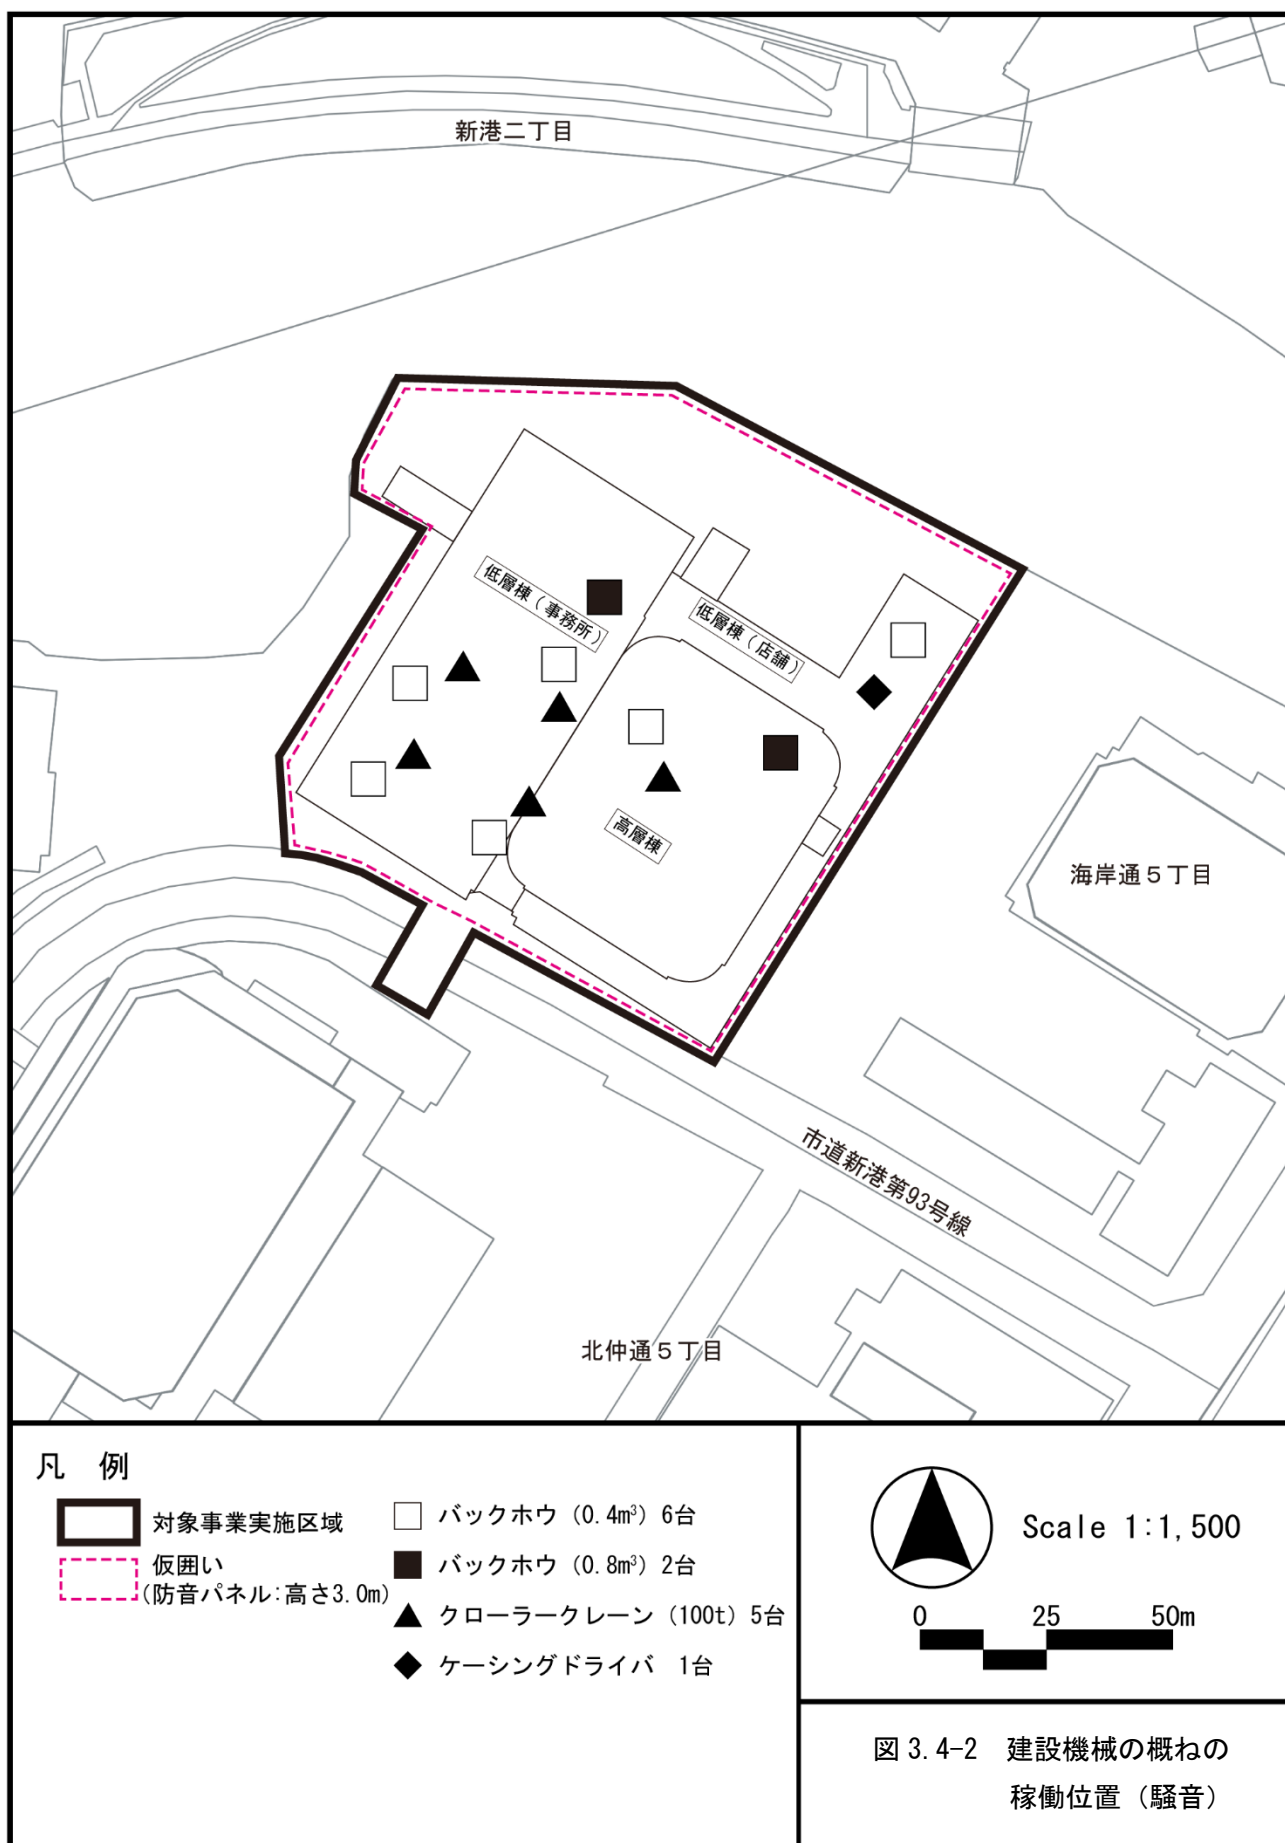 新港二丁目
低層棟(事務所)
低層棟(店舗)
高層棟
海岸通5丁目
市道新港第93号線
北仲通5丁目
凡 例
対象事業実施区域
仮囲い
(防音パネル:高さ3.0m)
バックホウ(0.4m³)6台
バックホウ(0.8m³)2台
クローラークレーン(100t)5台
ケーシングドライバ 1台
Scale 1:1,500
0 25 50m
図 3.4-2 建設機械の概ねの
稼働位置(騒音)